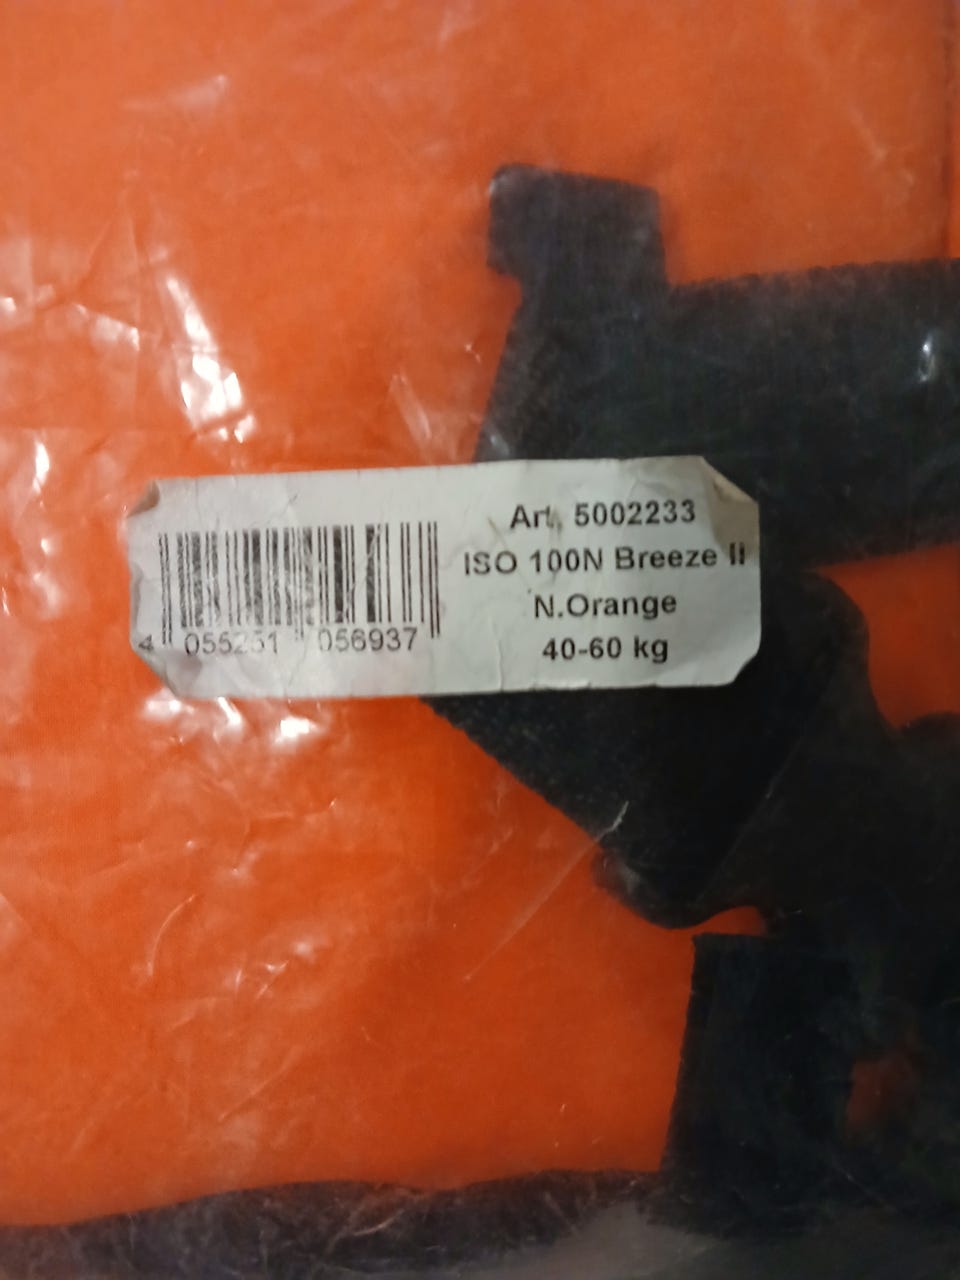 Art. 5002233
ISO 100N Breeze II
N.Orange
40-60 kg
4 055251 056937